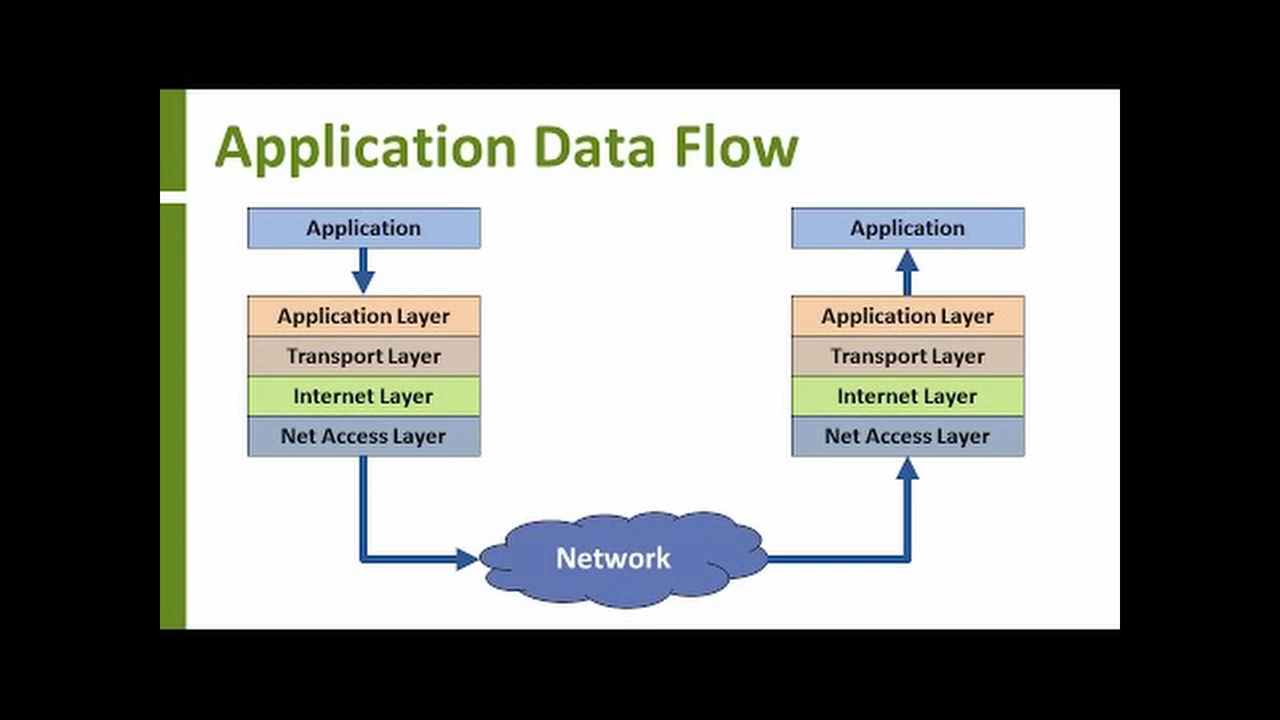 Application Data Flow
Application
Application Layer
Transport Layer
Internet Layer
Net Access Layer
Application
Application Layer
Transport Layer
Internet Layer
Net Access Layer
Network